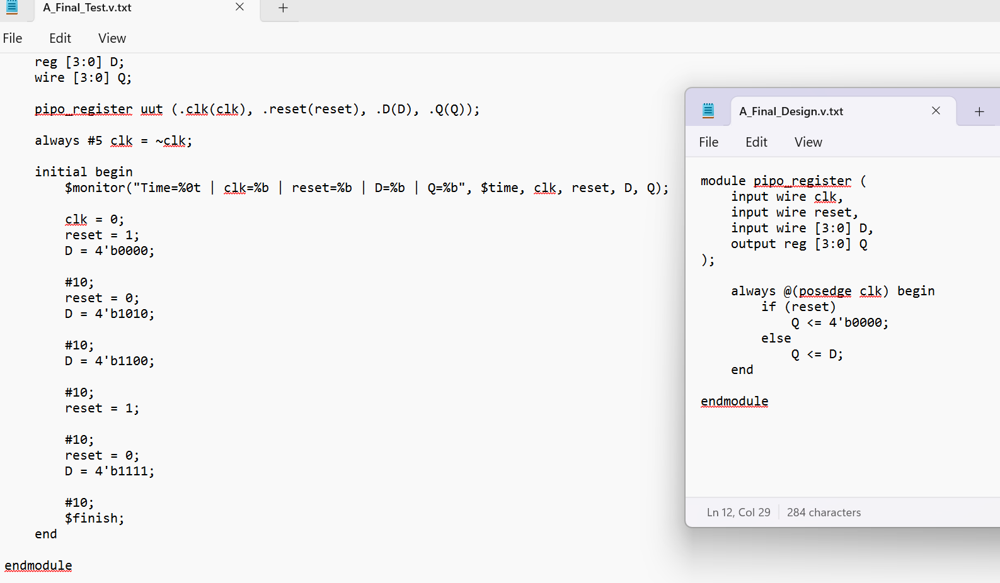 A_Final_Test.v.txt
File Edit View
reg [3:0] D;
wire [3:0] Q;
pipo_register uut (.clk(clk), .reset(reset), .D(D), .Q(Q));
always #5 clk = ~clk;
initial begin
$monitor("Time=%0t | clk=%b | reset=%b | D=%b | Q=%b", $time, clk, reset, D, Q);
clk = 0;
reset = 1;
D = 4'b0000;
#10;
reset = 0;
D = 4'b1010;
#10;
D = 4'b1100;
#10;
reset = 1;
#10;
reset = 0;
D = 4'b1111;
#10;
$finish;
end
endmodule
A_Final_Design.v.txt
File Edit View
module pipo_register (
input wire clk,
input wire reset,
input wire [3:0] D,
output reg [3:0] Q
);
always @(posedge clk) begin
if (reset)
Q <= 4'b0000;
else
Q <= D;
end
endmodule
Ln 12, Col 29 284 characters